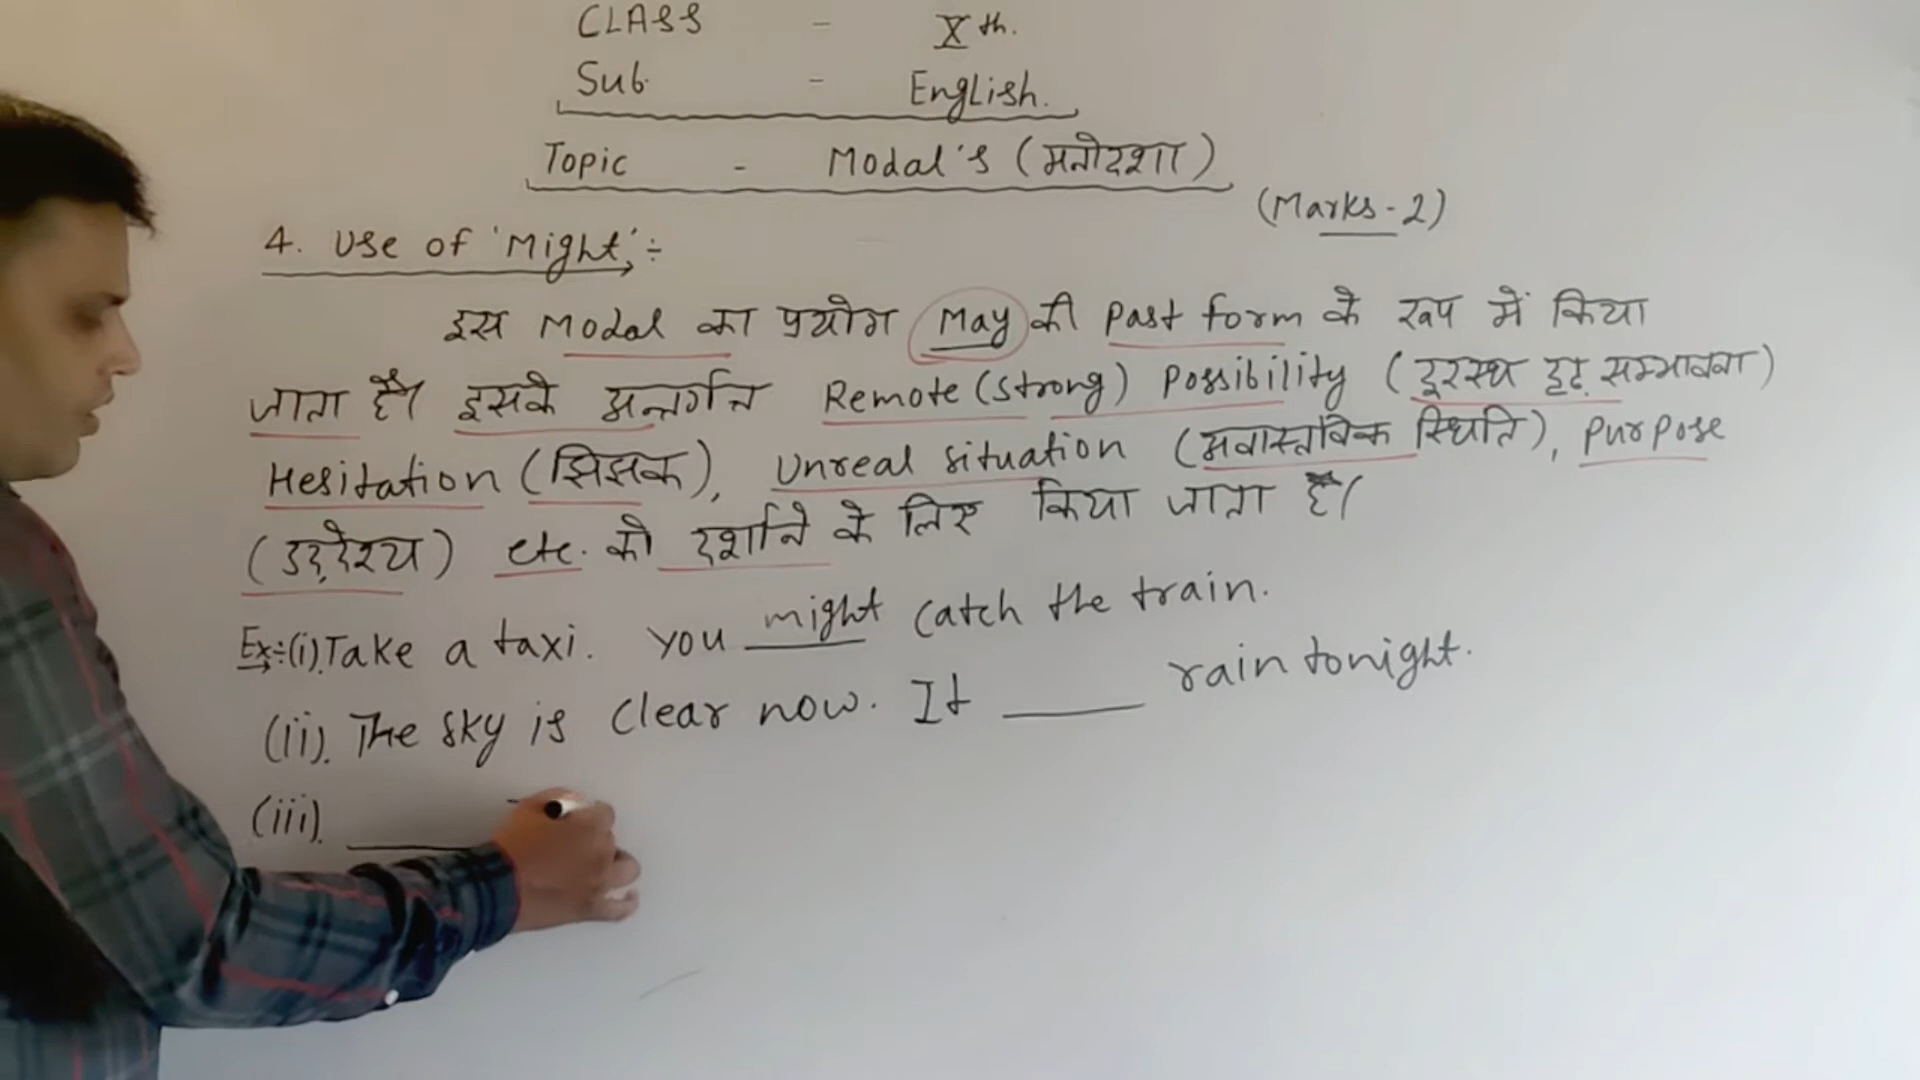 CLASS - Xth.
Sub. - English.
Topic - Modal's (मनोदशा)
(Marks-2)
4. Use of 'Might' ÷
इस Modal का प्रयोग May की Past form के रूप में किया
जाता है। इसके अन्तर्गत Remote (Strong) Possibility (दूरस्थ दृढ़ सम्भावना)
Hesitation (झिझक), Unreal situation (अवास्तविक स्थिति), Purpose
(उद्देश्य) etc. को दर्शाने के लिए किया जाता है।
Ex÷(i). Take a taxi. You might catch the train.
(ii). The sky is clear now. It ____ rain tonight.
(iii). ____